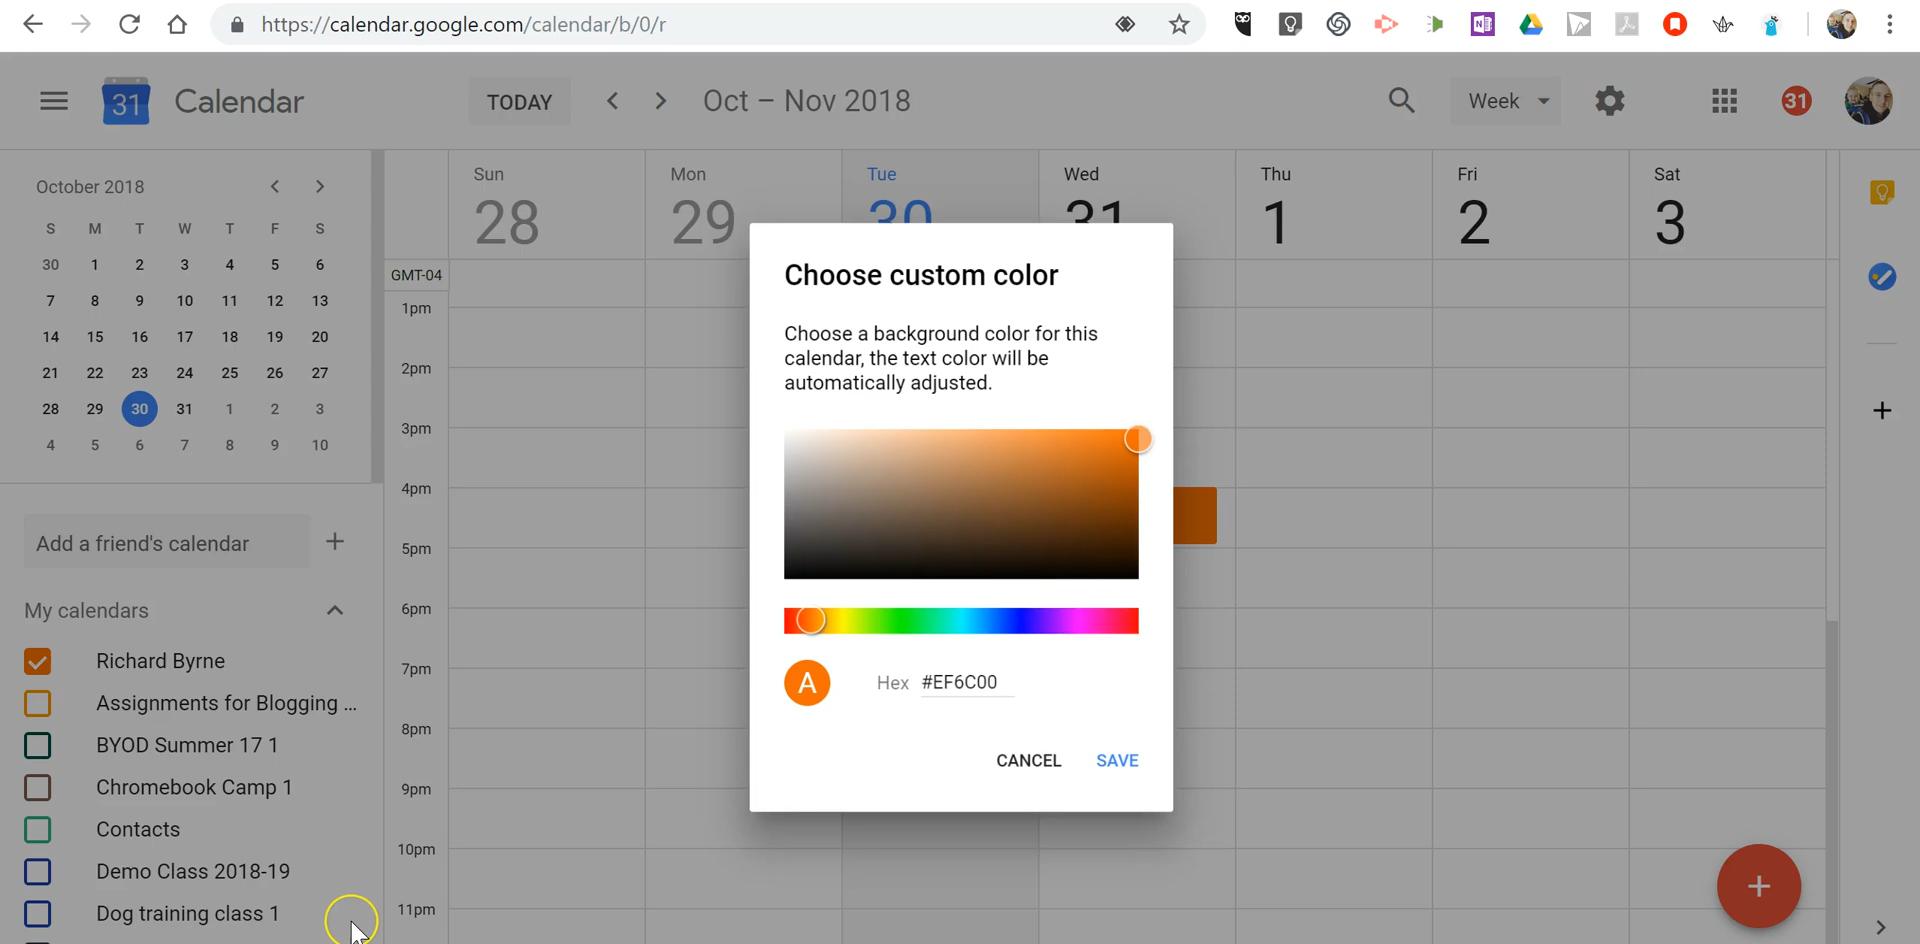 https://calendar.google.com/calendar/b/0/r
31 Calendar
TODAY
Oct – Nov 2018
Week
31
October 2018
S M T W T F S
30 1 2 3 4 5 6
7 8 9 10 11 12 13
14 15 16 17 18 19 20
21 22 23 24 25 26 27
28 29 30 31 1 2 3
4 5 6 7 8 9 10
Add a friend's calendar
My calendars
Richard Byrne
Assignments for Blogging ...
BYOD Summer 17 1
Chromebook Camp 1
Contacts
Demo Class 2018-19
Dog training class 1
Sun Mon Tue Wed Thu Fri Sat
28 29 30 31 1 2 3
GMT-04
1pm
2pm
3pm
4pm
5pm
6pm
7pm
8pm
9pm
10pm
11pm
Choose custom color
Choose a background color for this
calendar, the text color will be
automatically adjusted.
A Hex #EF6C00
CANCEL SAVE